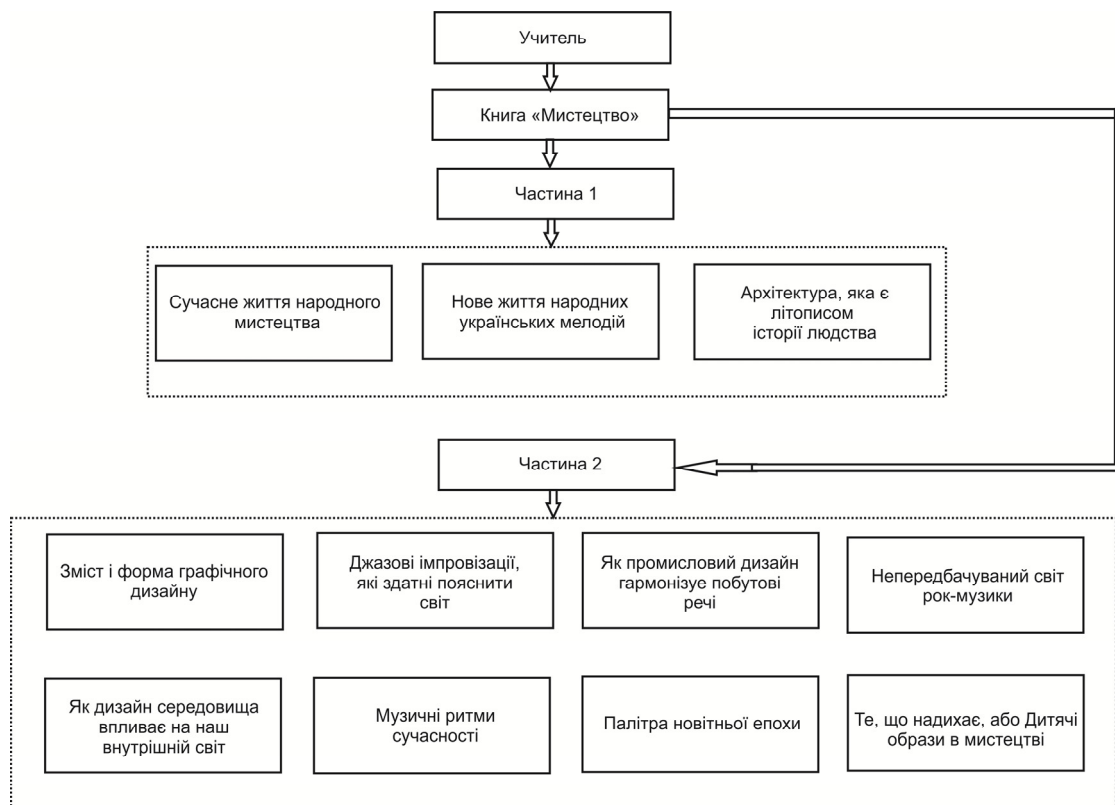 Учитель
Книга «Мистецтво»
Частина 1
Сучасне життя народного
мистецтва
Нове життя народних
українських мелодій
Архітектура, яка є
літописом
історії людства
Частина 2
Зміст і форма графічного
дизайну
Джазові імпровізації,
які здатні пояснити
світ
Як промисловий дизайн
гармонізує побутові
речі
Непередбачуваний світ
рок-музики
Як дизайн середовища
впливає на наш
внутрішній світ
Музичні ритми
сучасності
Палітра новітньої епохи
Те, що надихає, або Дитячі
образи в мистецтві